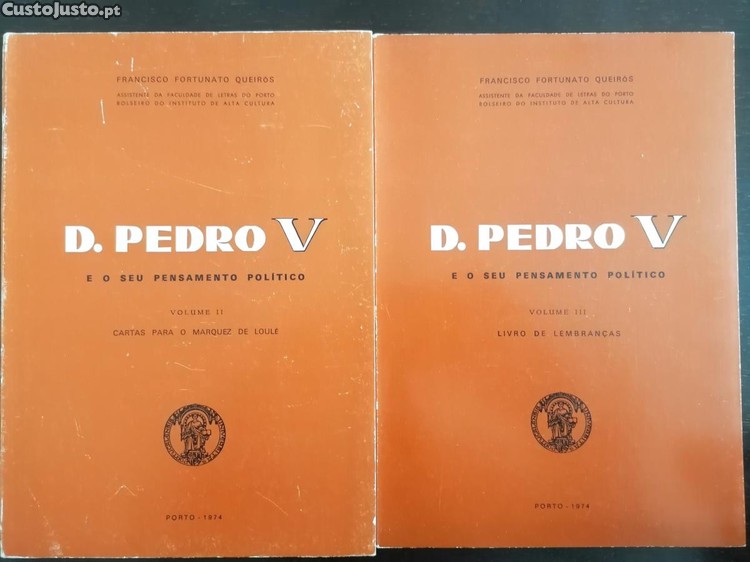 CustoJusto.pt
FRANCISCO FORTUNATO QUEIRÓS
ASSISTENTE DA FACULDADE DE LETRAS DO PORTO
BOLSEIRO DO INSTITUTO DE ALTA CULTURA
D. PEDRO V
E O SEU PENSAMENTO POLÍTICO
VOLUME II
CARTAS PARA O MARQUEZ DE LOULÉ
PORTO - 1974
FRANCISCO FORTUNATO QUEIRÓS
ASSISTENTE DA FACULDADE DE LETRAS DO PORTO
BOLSEIRO DO INSTITUTO DE ALTA CULTURA
D. PEDRO V
E O SEU PENSAMENTO POLÍTICO
VOLUME III
LIVRO DE LEMBRANÇAS
PORTO - 1974